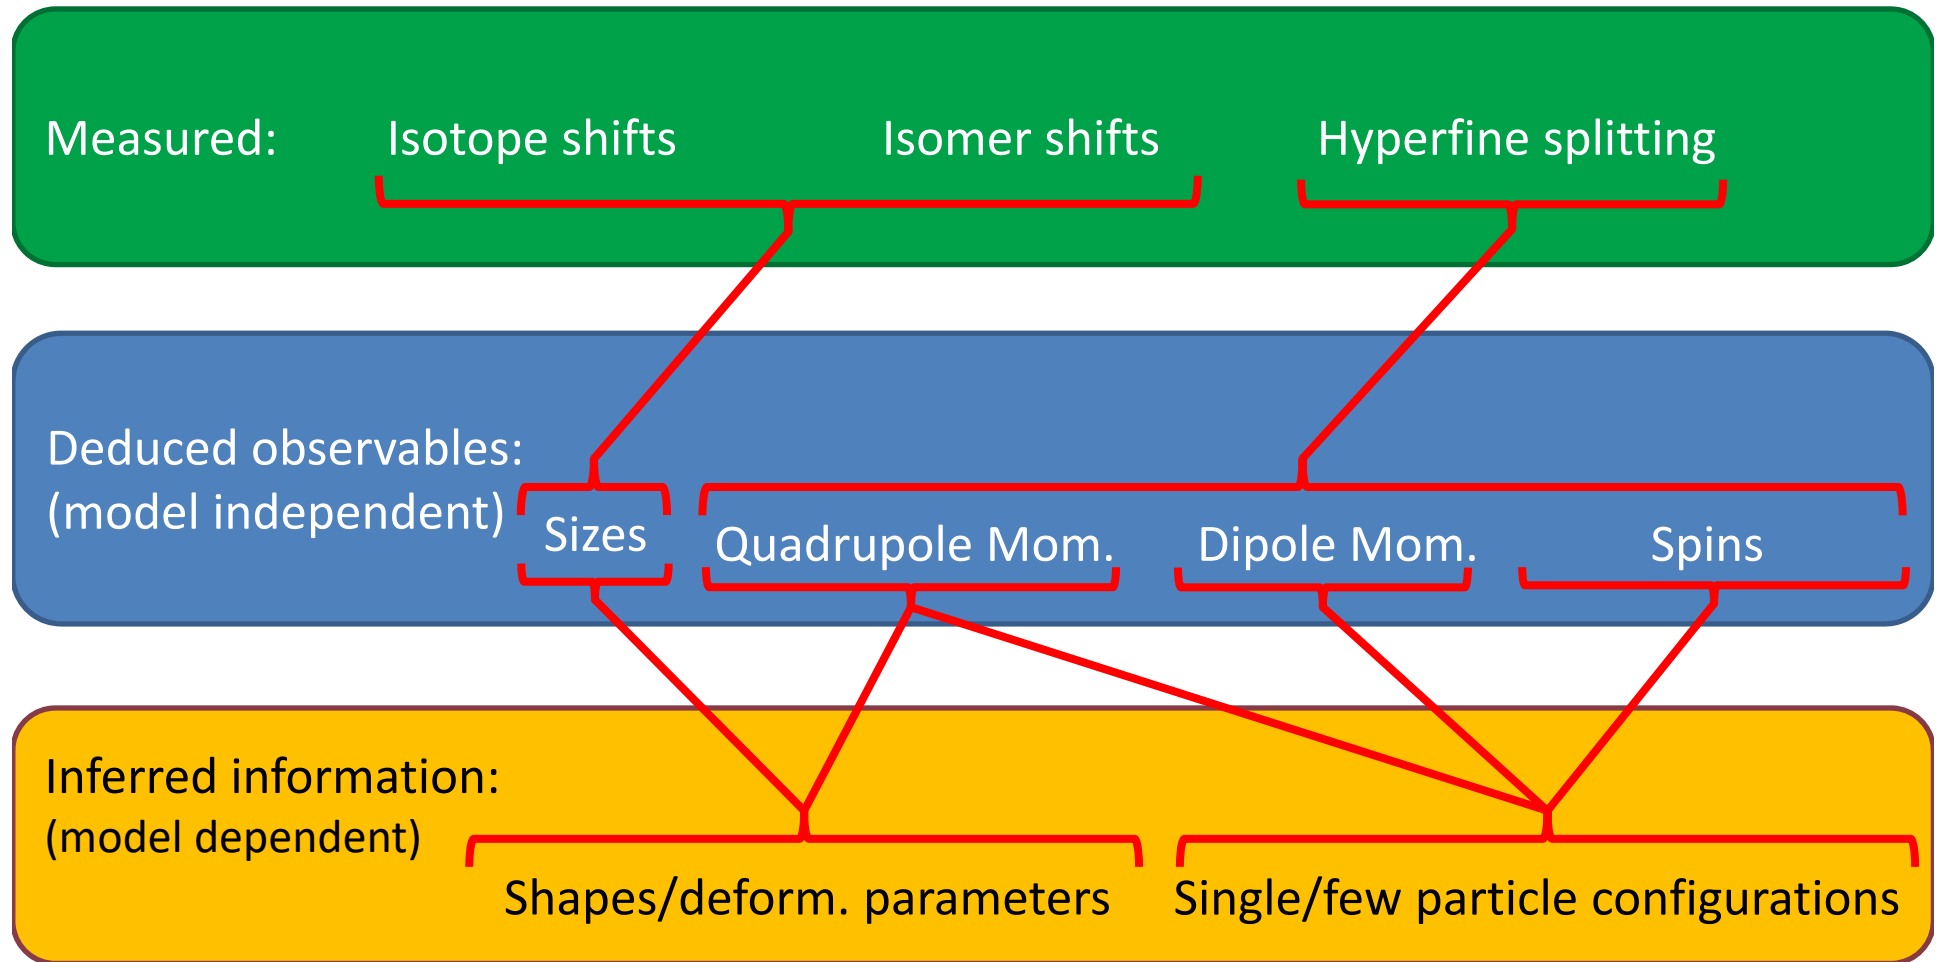 Measured: Isotope shifts Isomer shifts Hyperfine splitting
Deduced observables:
(model independent)
Sizes Quadrupole Mom. Dipole Mom. Spins
Inferred information:
(model dependent)
Shapes/deform. parameters Single/few particle configurations